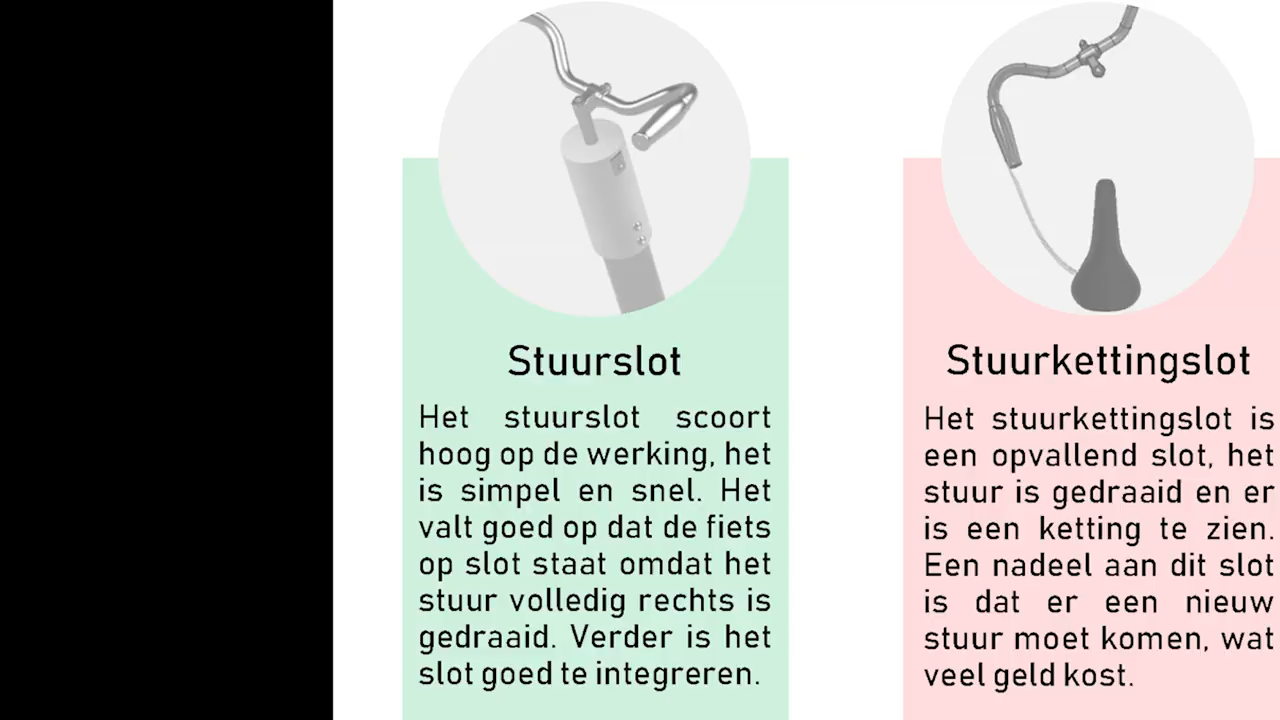 Stuurslot
Het stuurslot scoort
hoog op de werking, het
is simpel en snel. Het
valt goed op dat de fiets
op slot staat omdat het
stuur volledig rechts is
gedraaid. Verder is het
slot goed te integreren.
Stuurkettingslot
Het stuurkettingslot is
een opvallend slot, het
stuur is gedraaid en er
is een ketting te zien.
Een nadeel aan dit slot
is dat er een nieuw
stuur moet komen, wat
veel geld kost.